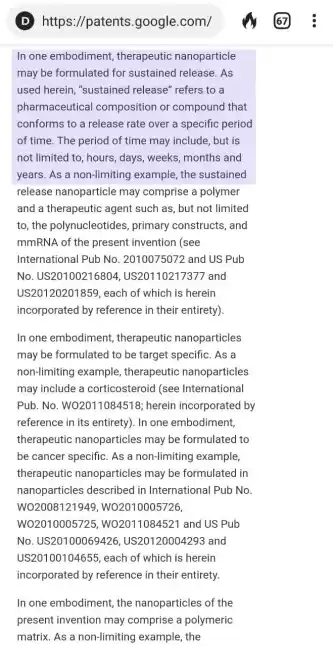 D https://patents.google.com/ 67
In one embodiment, therapeutic nanoparticle
may be formulated for sustained release. As
used herein, "sustained release" refers to a
pharmaceutical composition or compound that
conforms to a release rate over a specific period
of time. The period of time may include, but is
not limited to, hours, days, weeks, months and
years. As a non-limiting example, the sustained
release nanoparticle may comprise a polymer
and a therapeutic agent such as, but not limited
to, the polynucleotides, primary constructs, and
mmRNA of the present invention (see
International Pub No. 2010075072 and US Pub
No. US20100216804, US20110217377 and
US20120201859, each of which is herein
incorporated by reference in their entirety).
In one embodiment, therapeutic nanoparticles
may be formulated to be target specific. As a
non-limiting example, therapeutic nanoparticles
may include a corticosteroid (see International
Pub. No. WO2011084518; herein incorporated by
reference in its entirety). In one embodiment,
therapeutic nanoparticles may be formulated to
be cancer specific. As a non-limiting example,
therapeutic nanoparticles may be formulated in
nanoparticles described in International Pub No.
WO2008121949, WO2010005726,
WO2010005725, WO2011084521 and US Pub
No. US20100069426, US20120004293 and
US20100104655, each of which is herein
incorporated by reference in their entirety.
In one embodiment, the nanoparticles of the
present invention may comprise a polymeric
matrix. As a non-limiting example, the